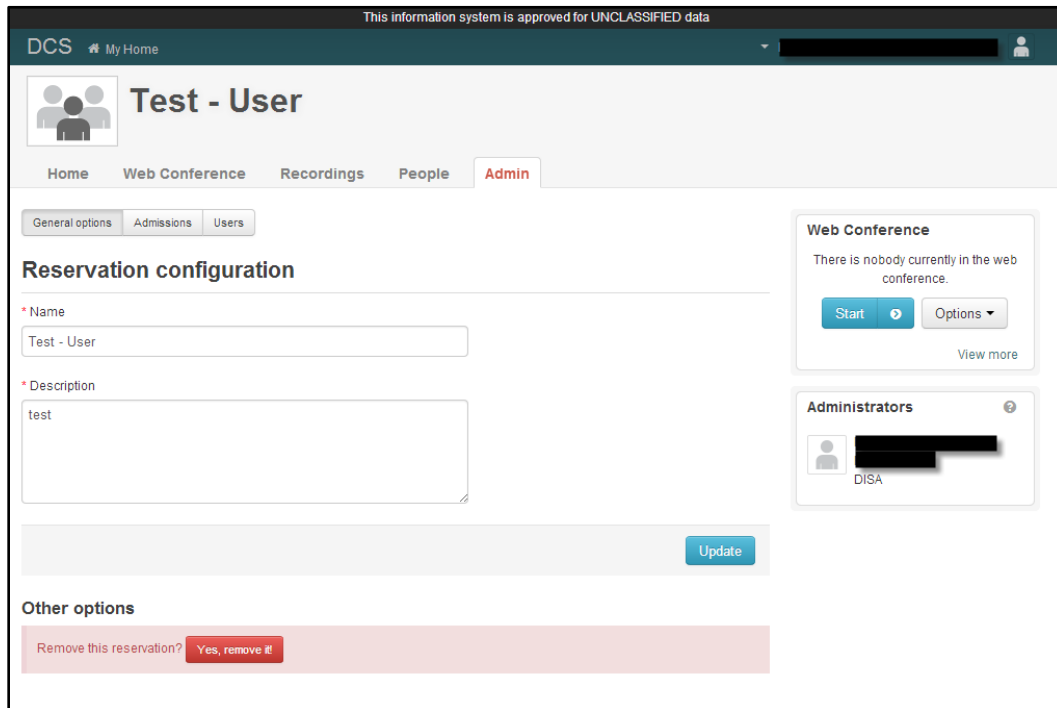 This information system is approved for UNCLASSIFIED data
DCS My Home
Test - User
Home Web Conference Recordings People Admin
General options Admissions Users
Reservation configuration
* Name
Test - User
* Description
test
Update
Other options
Remove this reservation? Yes, remove it!
Web Conference
There is nobody currently in the web
conference.
Start Options
View more
Administrators ?
DISA